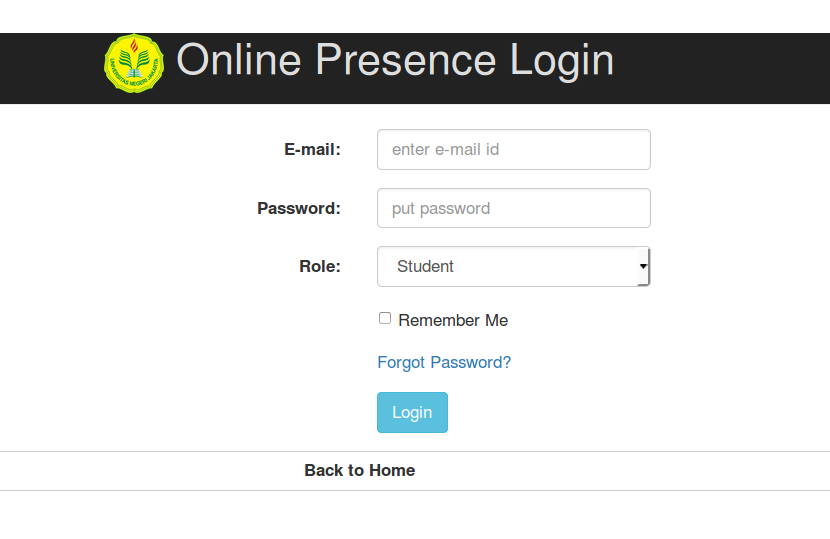 UNIVERSITAS NEGERI JAKARTA
Online Presence Login
E-mail: enter e-mail id
Password: put password
Role: Student
Remember Me
Forgot Password?
Login
Back to Home